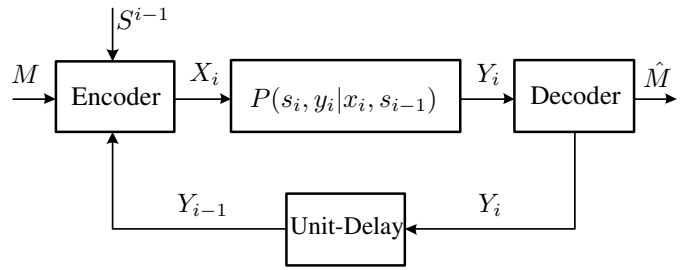 S^{i-1}
M
Encoder
X_i
P(s_i, y_i|x_i, s_{i-1})
Y_i
Decoder
\hat{M}
Y_{i-1}
Unit-Delay
Y_i